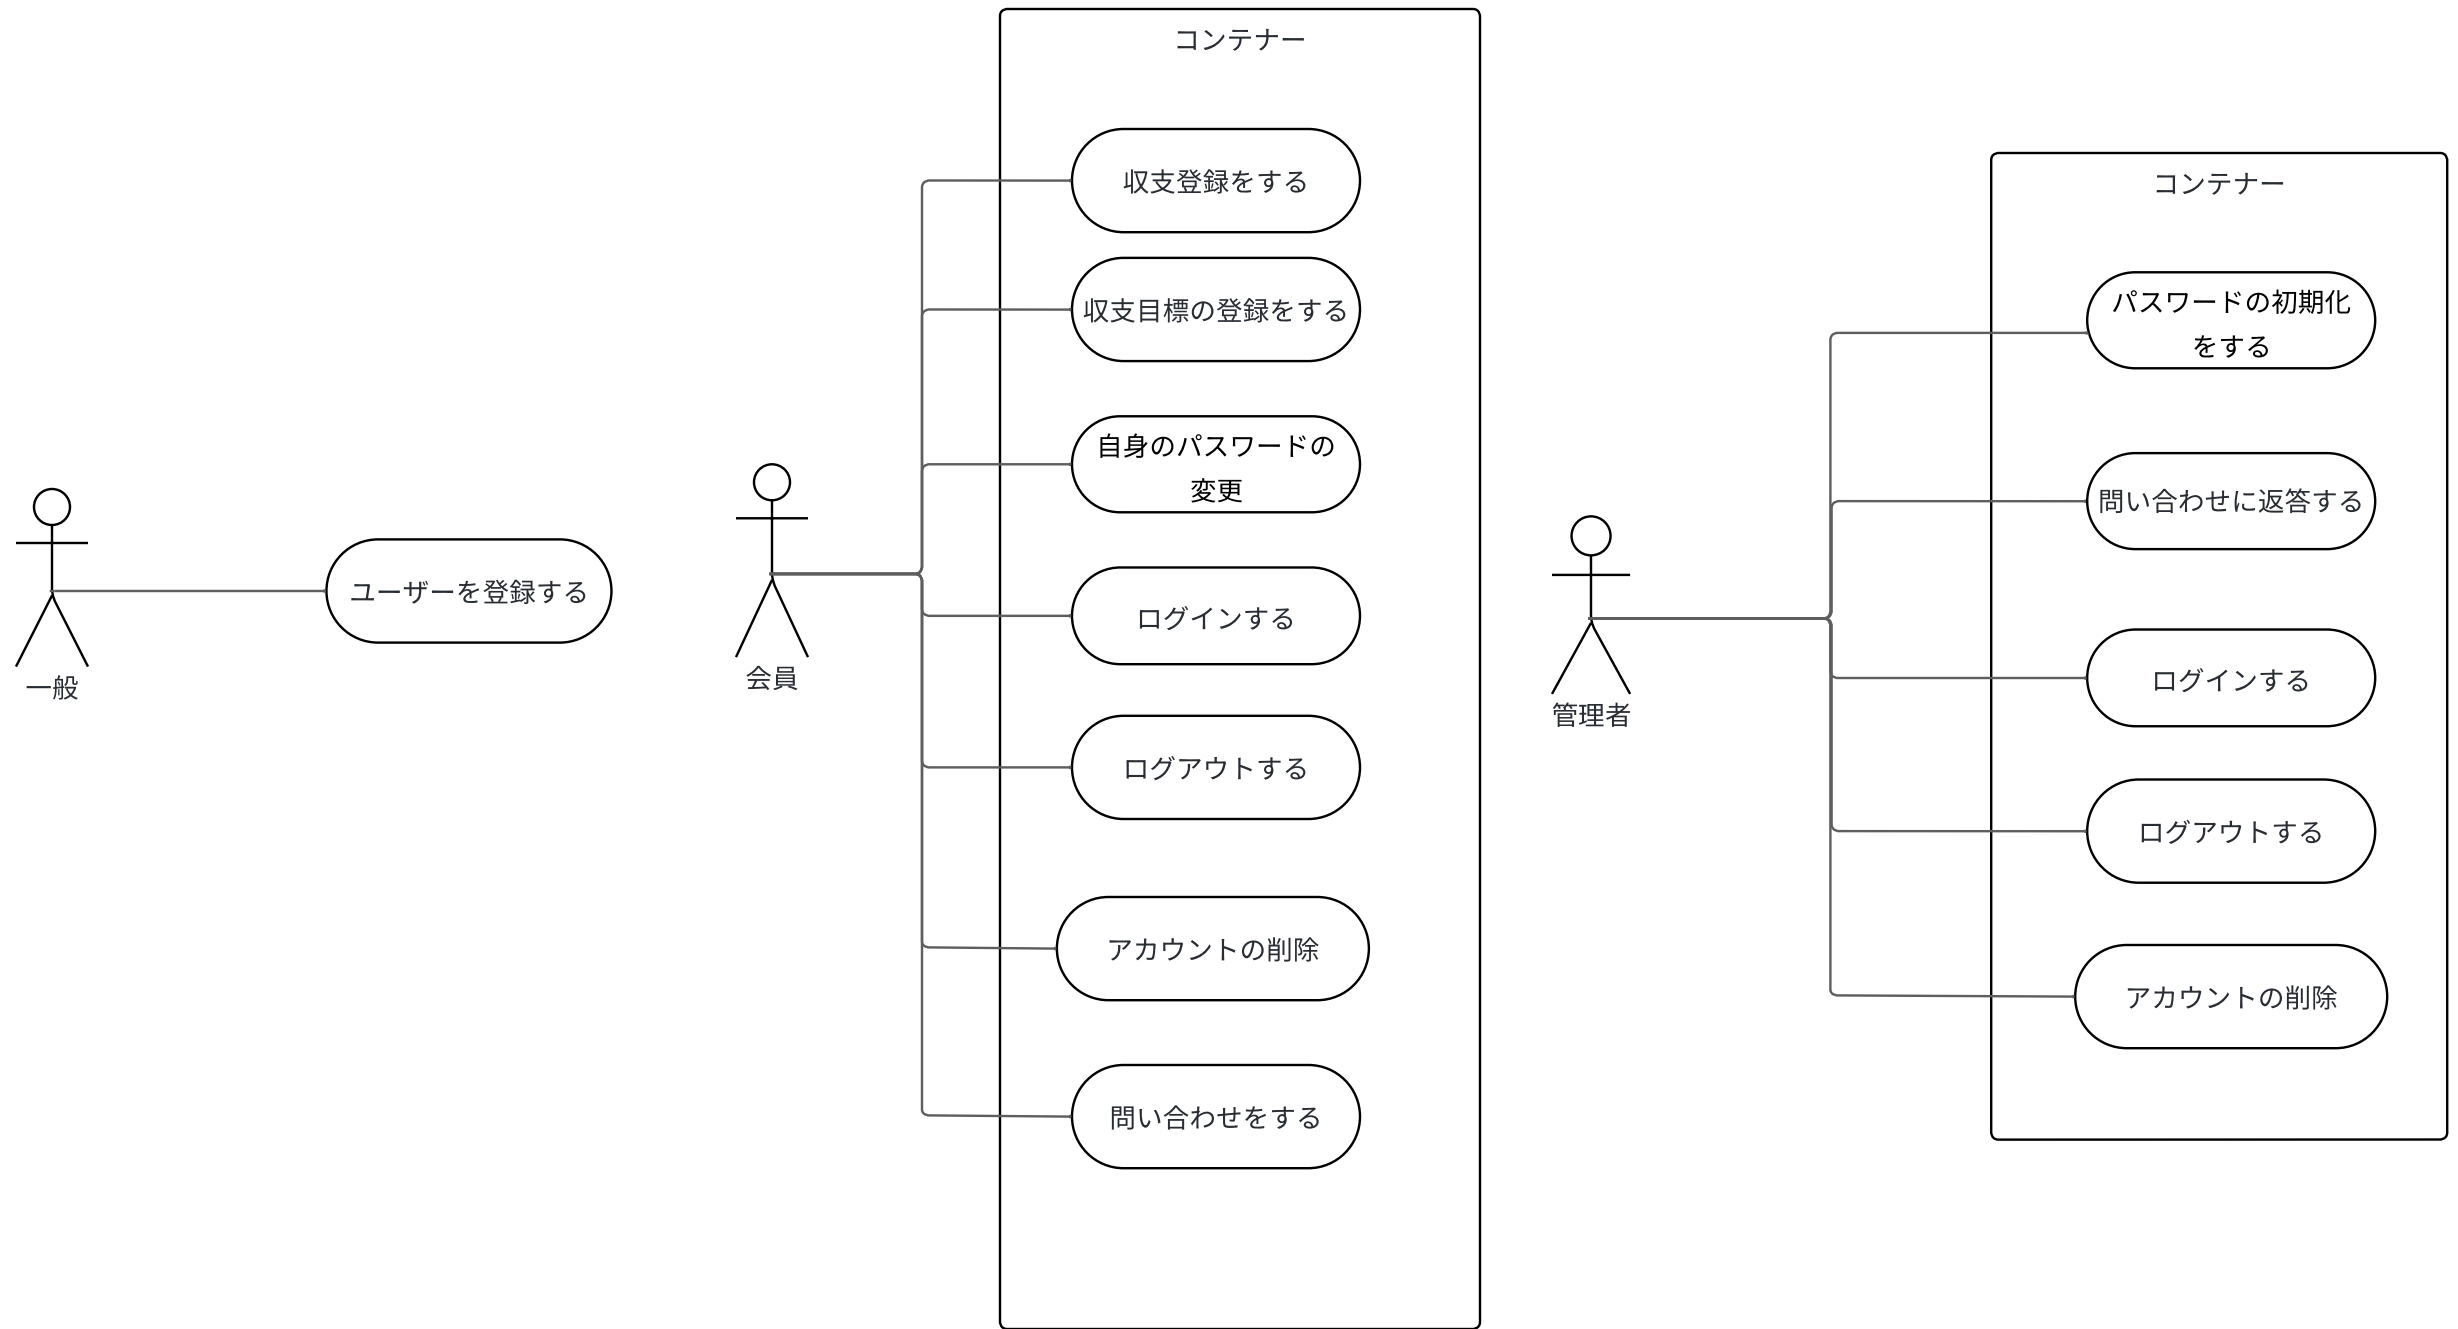 一般
ユーザーを登録する
会員
コンテナー
収支登録をする
収支目標の登録をする
自身のパスワードの
変更
ログインする
ログアウトする
アカウントの削除
問い合わせをする
管理者
コンテナー
パスワードの初期化
をする
問い合わせに返答する
ログインする
ログアウトする
アカウントの削除